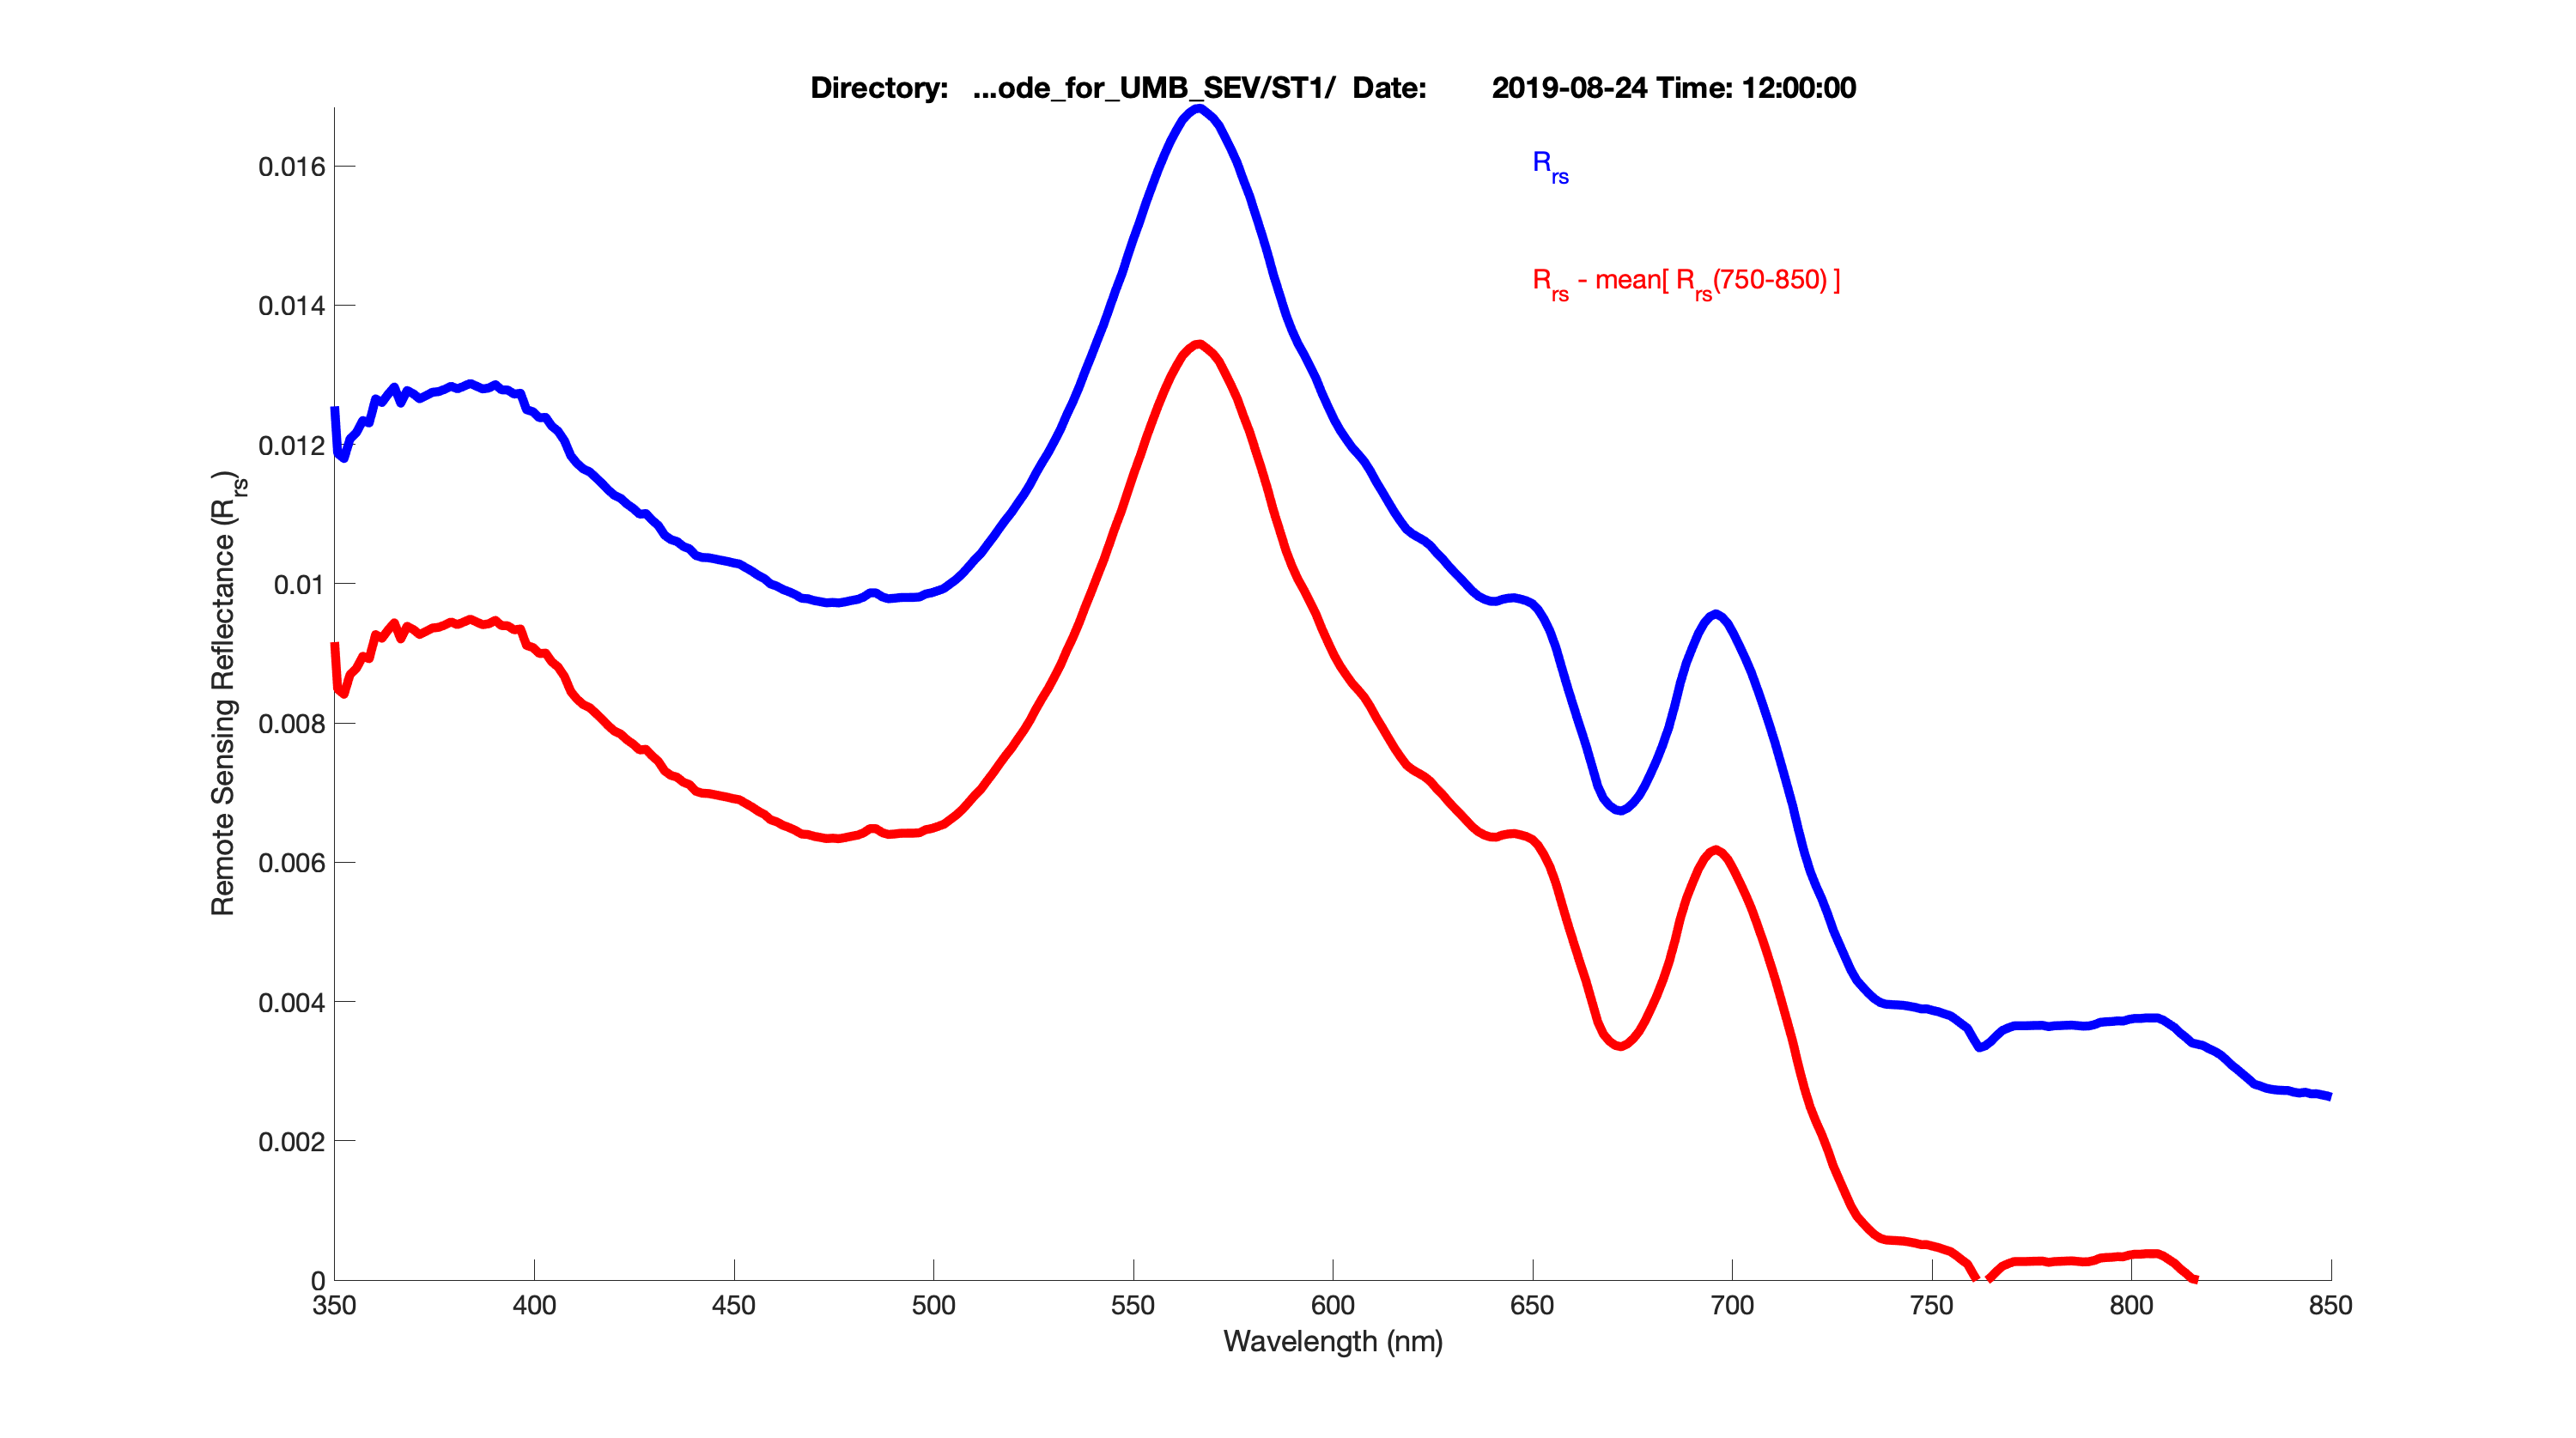 Directory: ...ode_for_UMB_SEV/ST1/ Date: 2019-08-24 Time: 12:00:00
Rrs
Rrs - mean[ Rrs(750-850) ]
Remote Sensing Reflectance (Rrs)
0.016
0.014
0.012
0.01
0.008
0.006
0.004
0.002
0
350 400 450 500 550 600 650 700 750 800 850
Wavelength (nm)